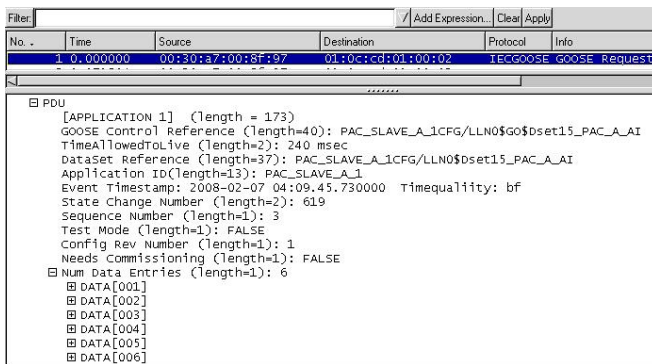 Filter:
Add Expression... Clear Apply
No. . Time Source Destination Protocol Info
1 0.000000 00:30:a7:00:8f:97 01:0c:cd:01:00:02 IECGOOSE GOOSE Request
PDU
[APPLICATION 1] (length = 173)
GOOSE Control Reference (length=40): PAC_SLAVE_A_1CFG/LLN0$GO$Dset15_PAC_A_AI
TimeAllowedToLive (length=2): 240 msec
DataSet Reference (length=37): PAC_SLAVE_A_1CFG/LLN0$Dset15_PAC_A_AI
Application ID(length=13): PAC_SLAVE_A_1
Event Timestamp: 2008-02-07 04:09.45.730000 Timequaliity: bf
State Change Number (length=2): 619
Sequence Number (length=1): 3
Test Mode (length=1): FALSE
Config Rev Number (length=1): 1
Needs Commissioning (length=1): FALSE
Num Data Entries (length=1): 6
DATA[001]
DATA[002]
DATA[003]
DATA[004]
DATA[005]
DATA[006]